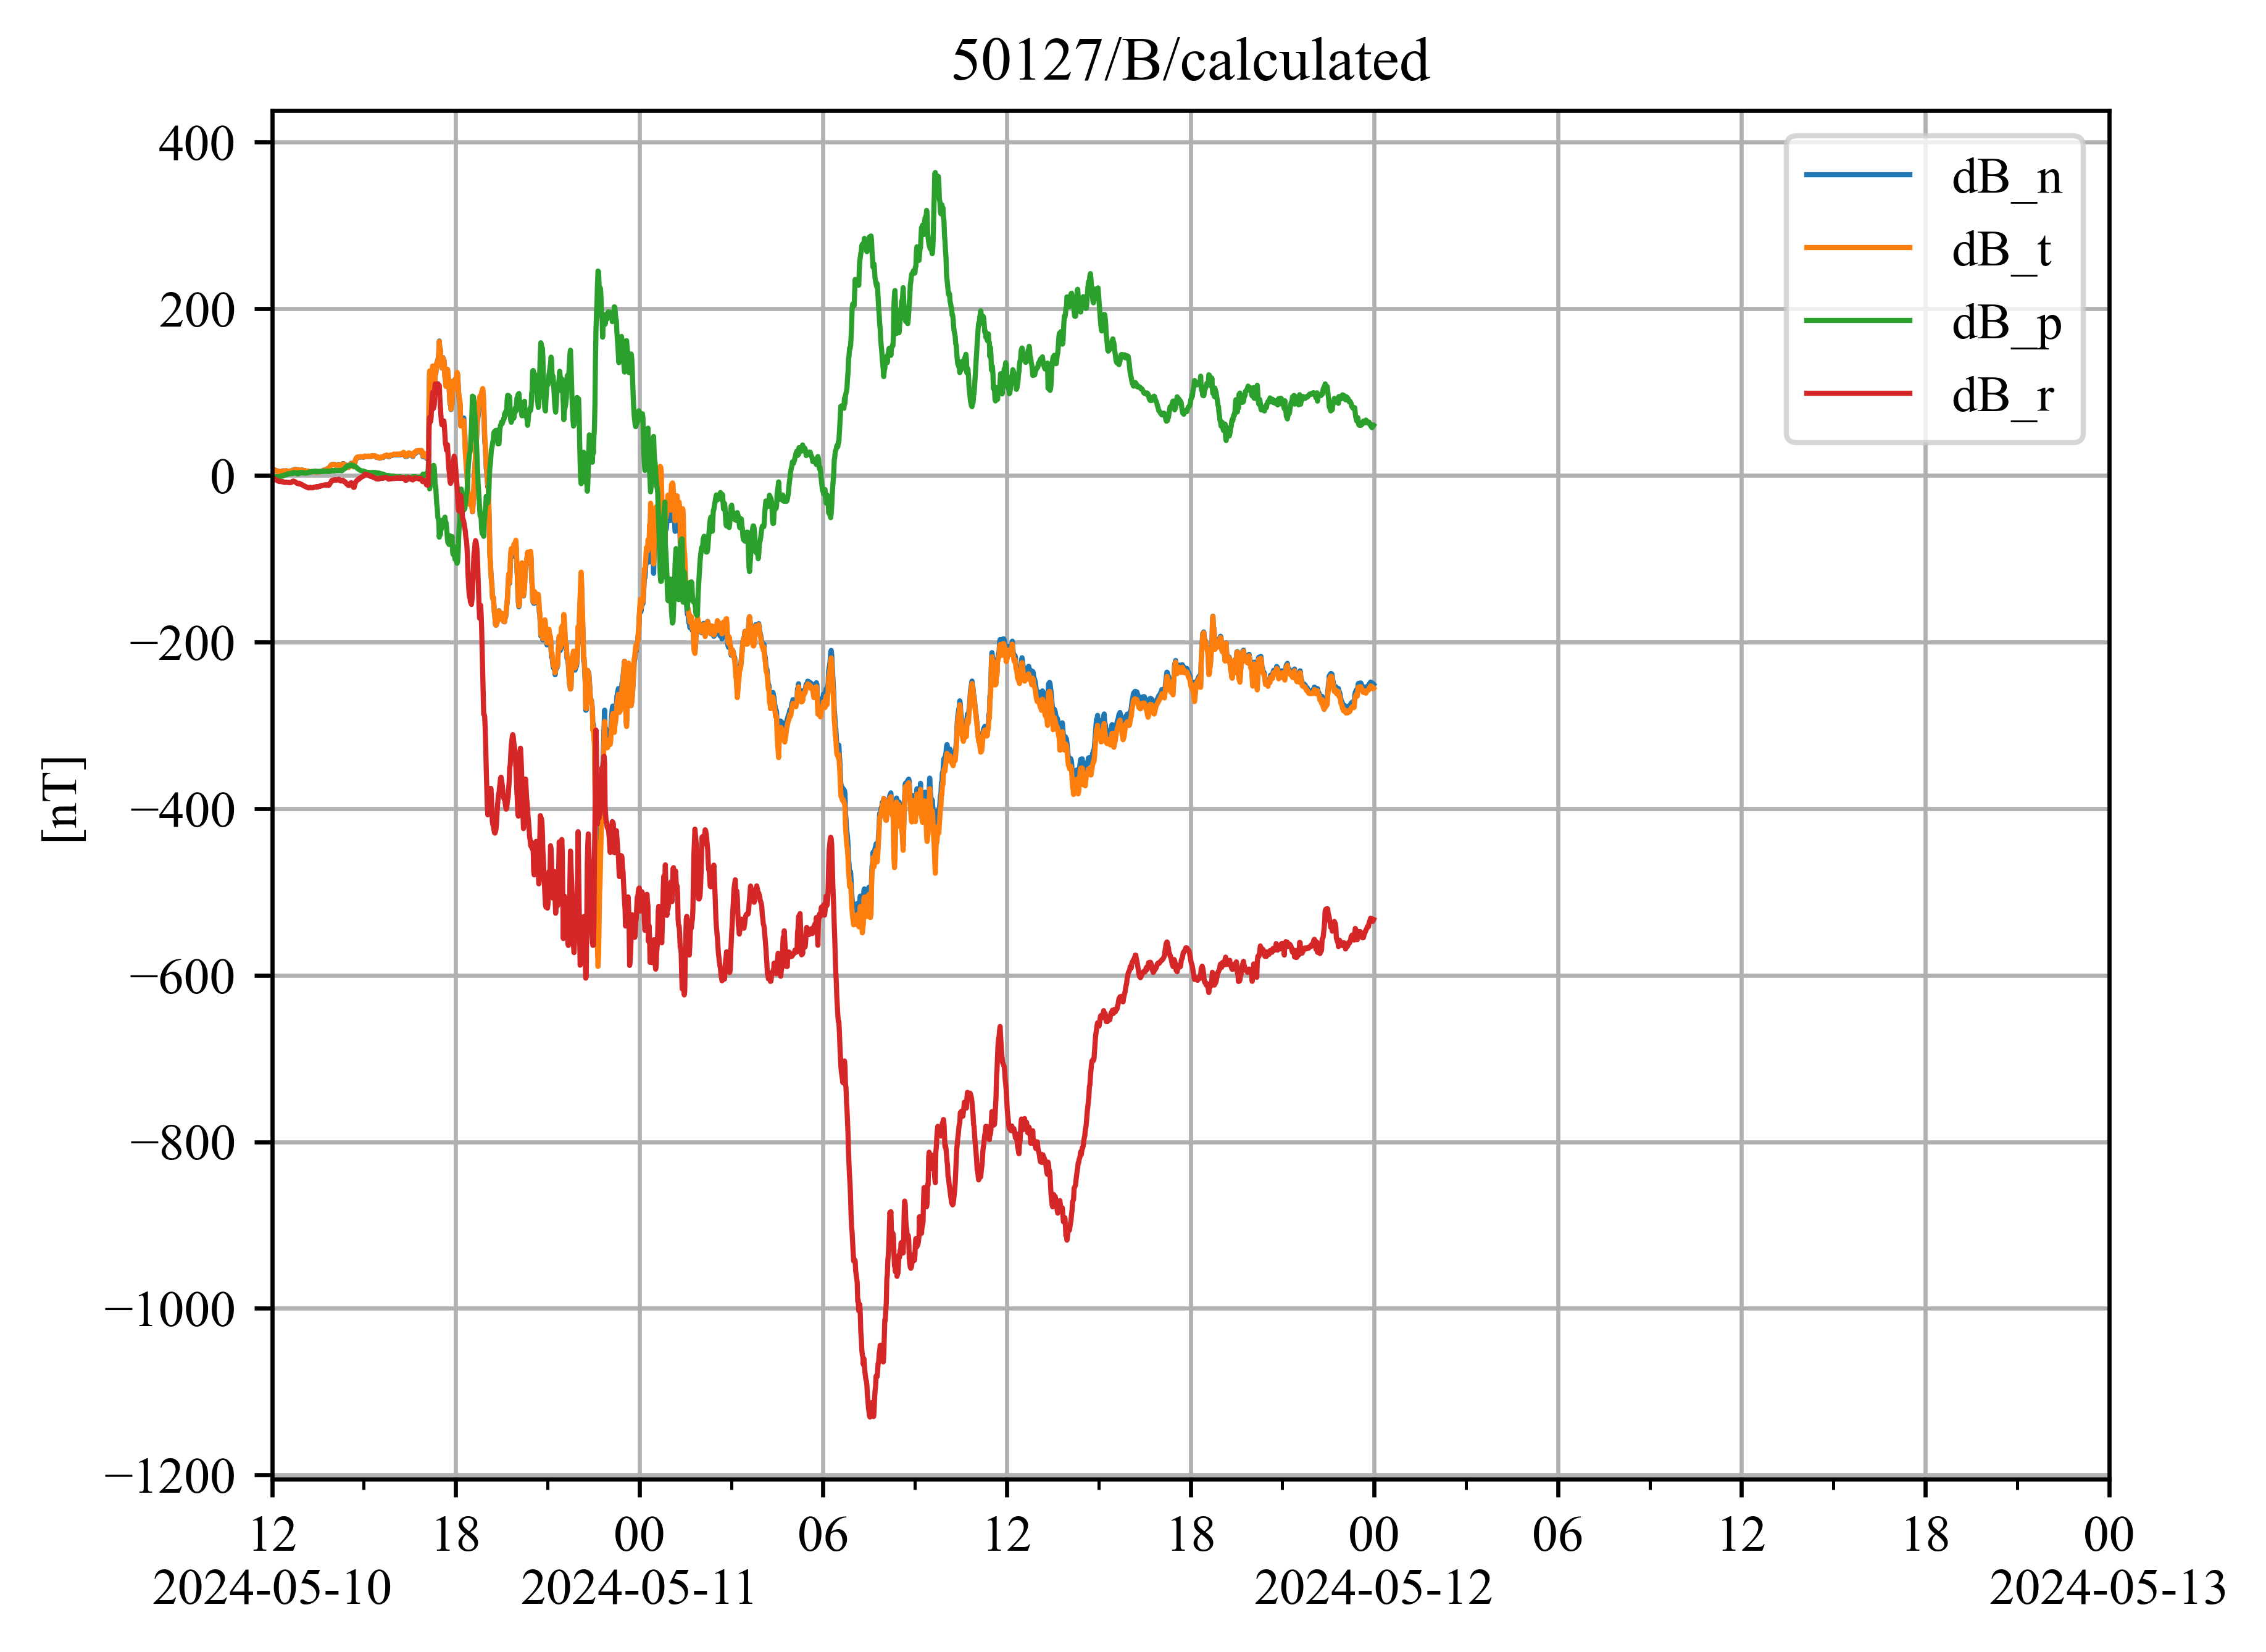 50127/B/calculated
400
200
0
−200
−400
−600
−800
−1000
−1200
[nT]
dB_n
dB_t
dB_p
dB_r
12 18 00 06 12 18 00 06 12 18 00
2024-05-10 2024-05-11 2024-05-12 2024-05-13